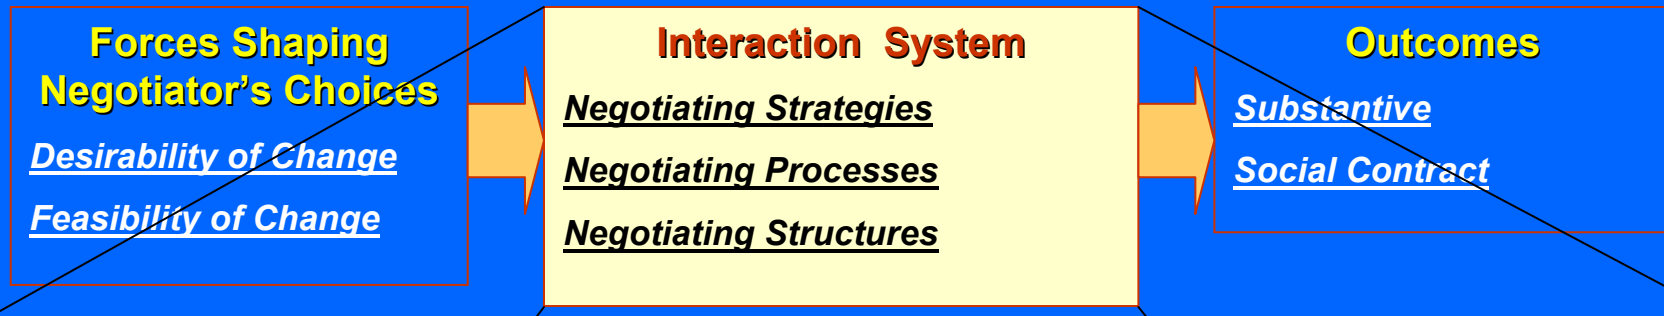 Forces Shaping
Negotiator’s Choices
Desirability of Change
Feasibility of Change
Interaction System
Negotiating Strategies
Negotiating Processes
Negotiating Structures
Outcomes
Substantive
Social Contract